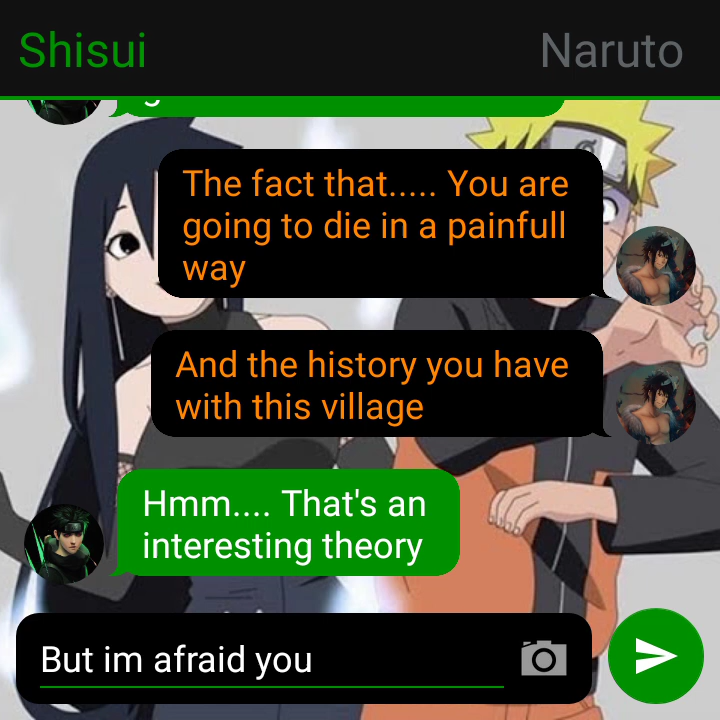 Shisui
Naruto
The fact that..... You are
going to die in a painfull
way
And the history you have
with this village
Hmm.... That's an
interesting theory
But im afraid you